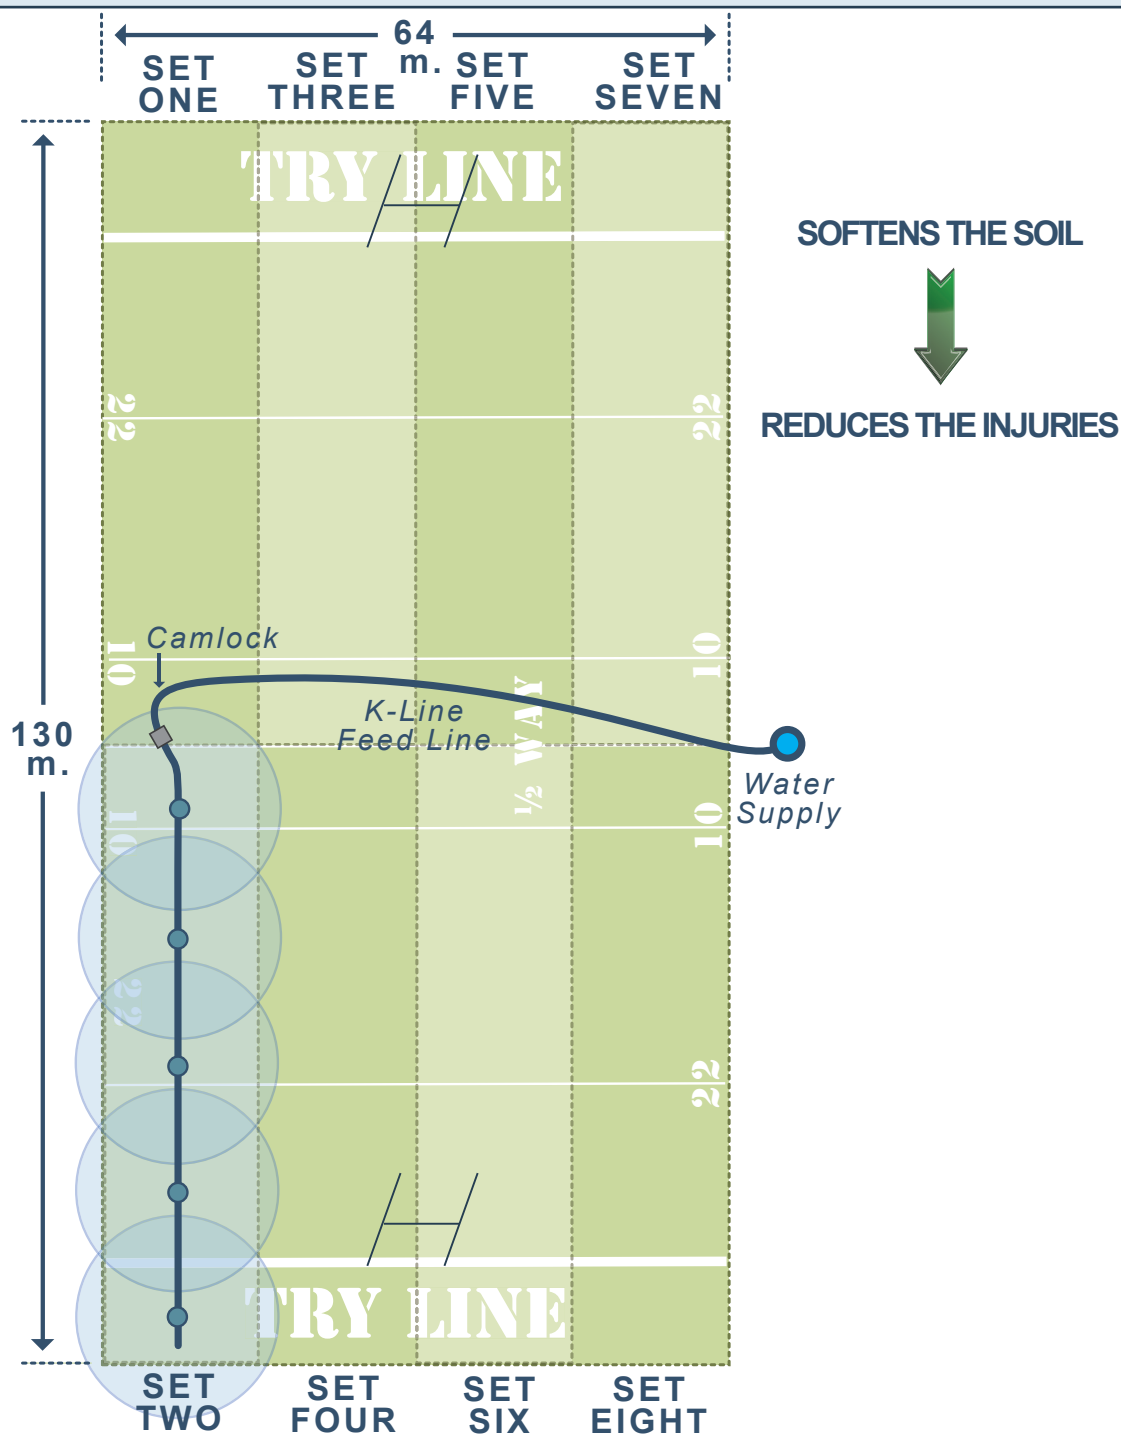 64
m.
SET
ONE
SET
THREE
SET
FIVE
SET
SEVEN
TRY LINE
SOFTENS THE SOIL
REDUCES THE INJURIES
22
22
10
10
Camlock
K-Line
Feed Line
½ WAY
130
m.
Water
Supply
10
10
22
22
TRY LINE
SET
TWO
SET
FOUR
SET
SIX
SET
EIGHT